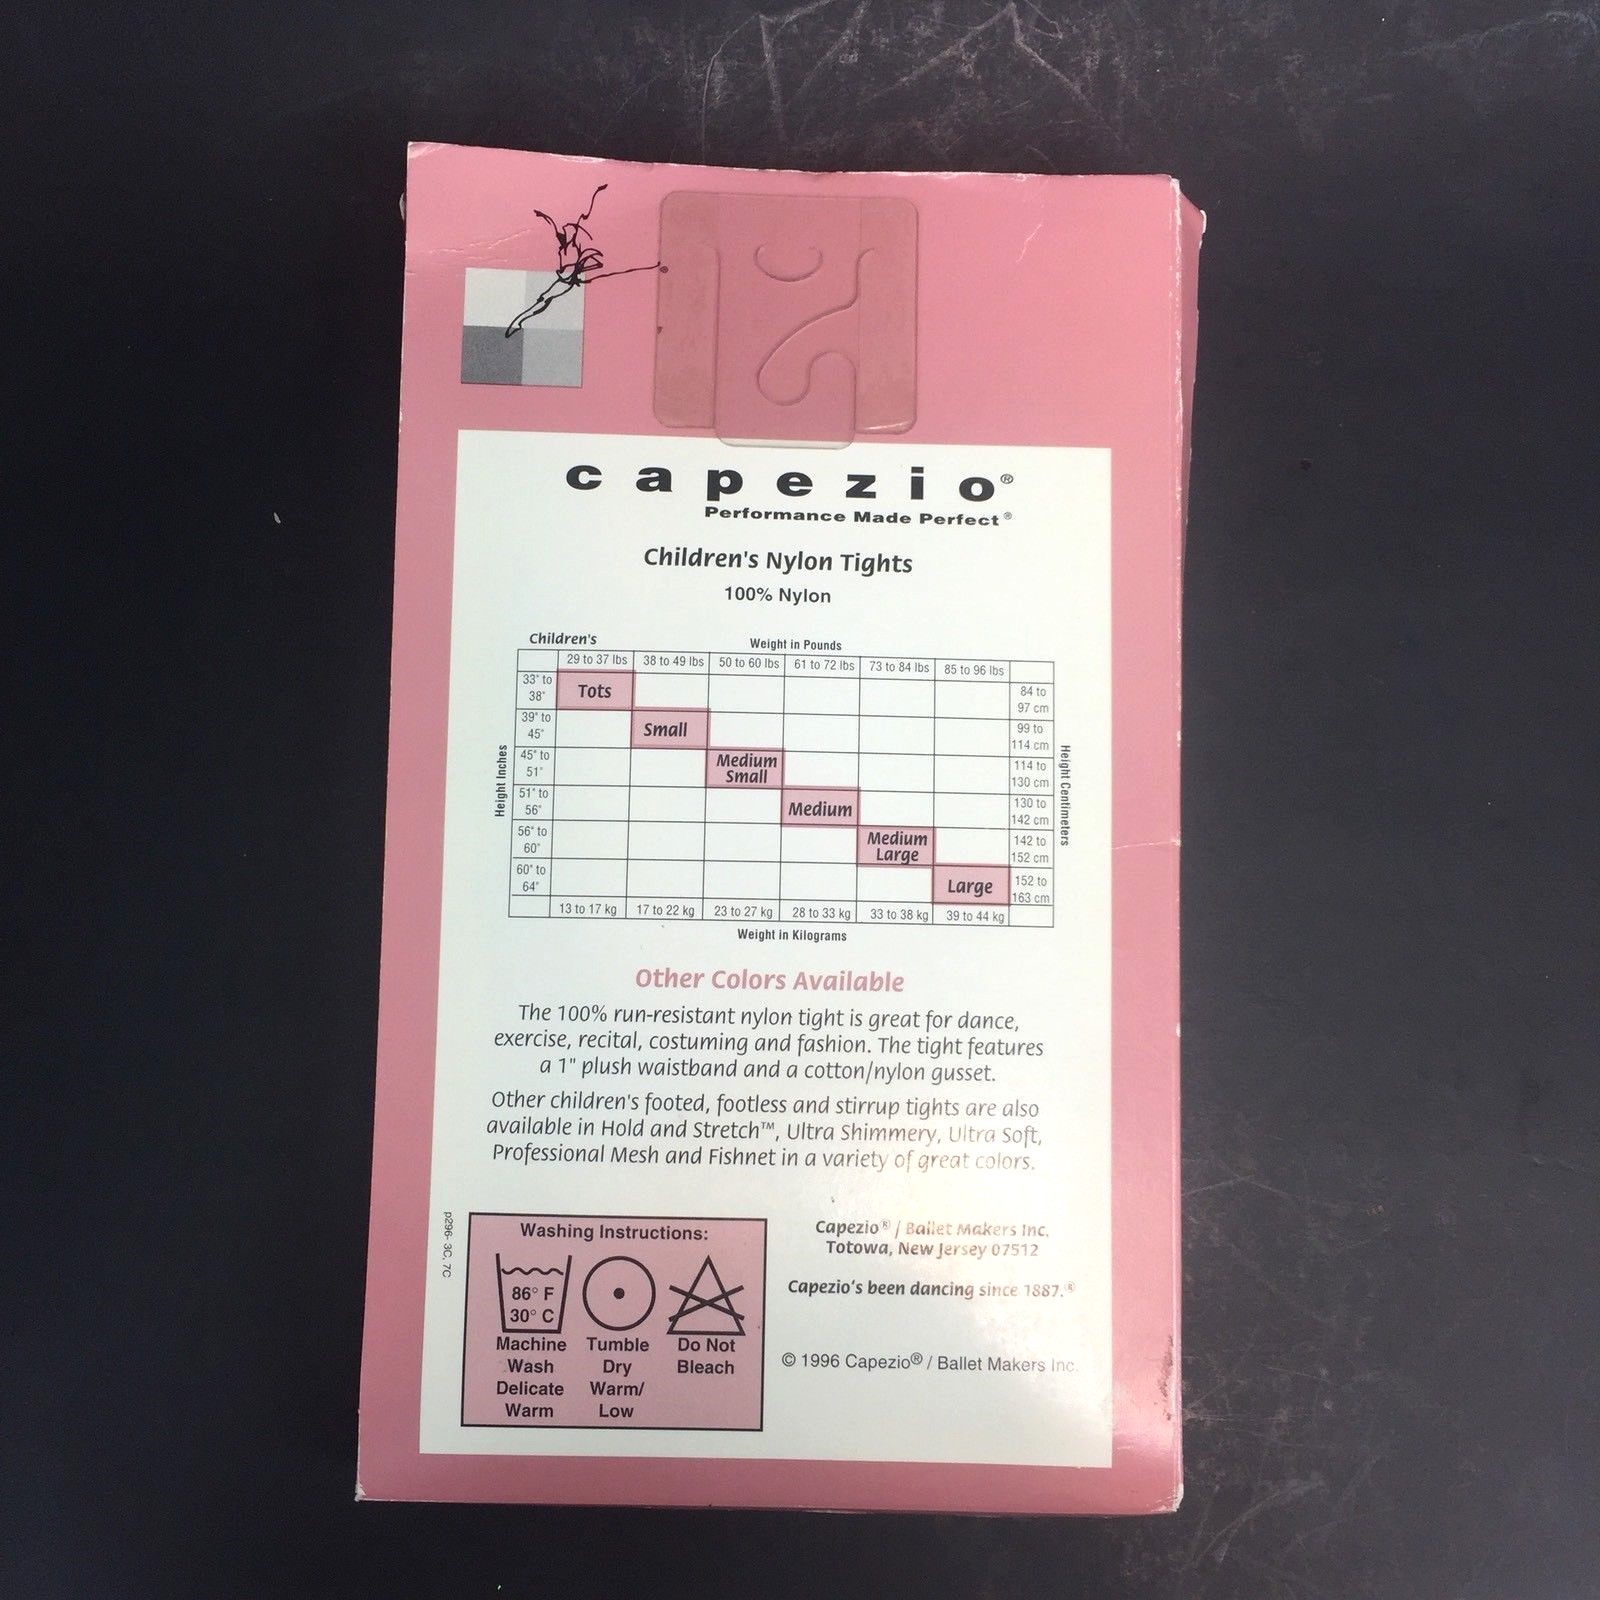 capezio®
Performance Made Perfect®
Children's Nylon Tights
100% Nylon
Children's
Weight in Pounds
29 to 37 lbs 38 to 49 lbs 50 to 60 lbs 61 to 72 lbs 73 to 84 lbs 85 to 96 lbs
33" to
38"
Tots
84 to
97 cm
39" to
45"
Small
99 to
114 cm
45" to
51"
Medium
Small
114 to
130 cm
51" to
56"
Medium
130 to
142 cm
56" to
60"
Medium
Large
142 to
152 cm
60" to
64"
Large
152 to
163 cm
13 to 17 kg 17 to 22 kg 23 to 27 kg 28 to 33 kg 33 to 38 kg 39 to 44 kg
Height Inches
Height Centimeters
Weight in Kilograms
Other Colors Available
The 100% run-resistant nylon tight is great for dance,
exercise, recital, costuming and fashion. The tight features
a 1" plush waistband and a cotton/nylon gusset.
Other children's footed, footless and stirrup tights are also
available in Hold and Stretch™, Ultra Shimmery, Ultra Soft,
Professional Mesh and Fishnet in a variety of great colors.
p296- 3C, 7C
Washing Instructions:
86° F
30° C
Machine
Wash
Delicate
Warm
Tumble
Dry
Warm/
Low
Do Not
Bleach
Capezio® / Ballet Makers Inc.
Totowa, New Jersey 07512
Capezio's been dancing since 1887.®
© 1996 Capezio® / Ballet Makers Inc.